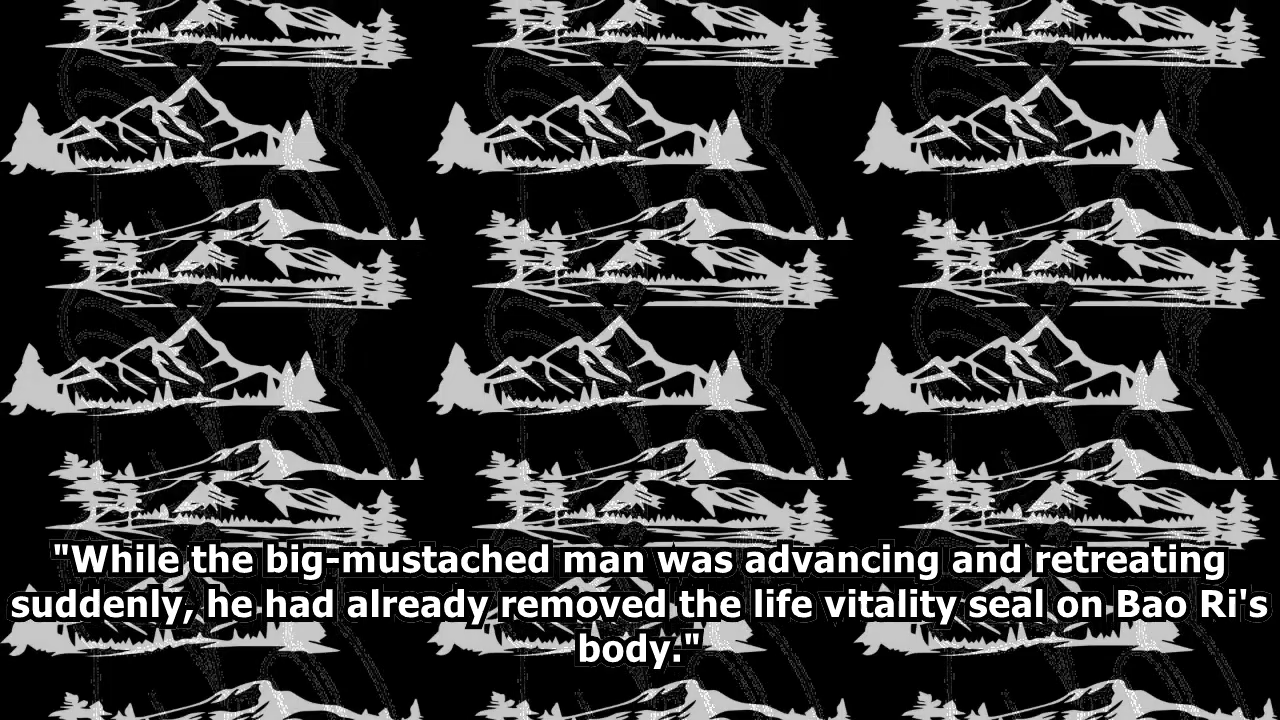 "While the big-mustached man was advancing and retreating
suddenly, he had already removed the life vitality seal on Bao Ri's
body."